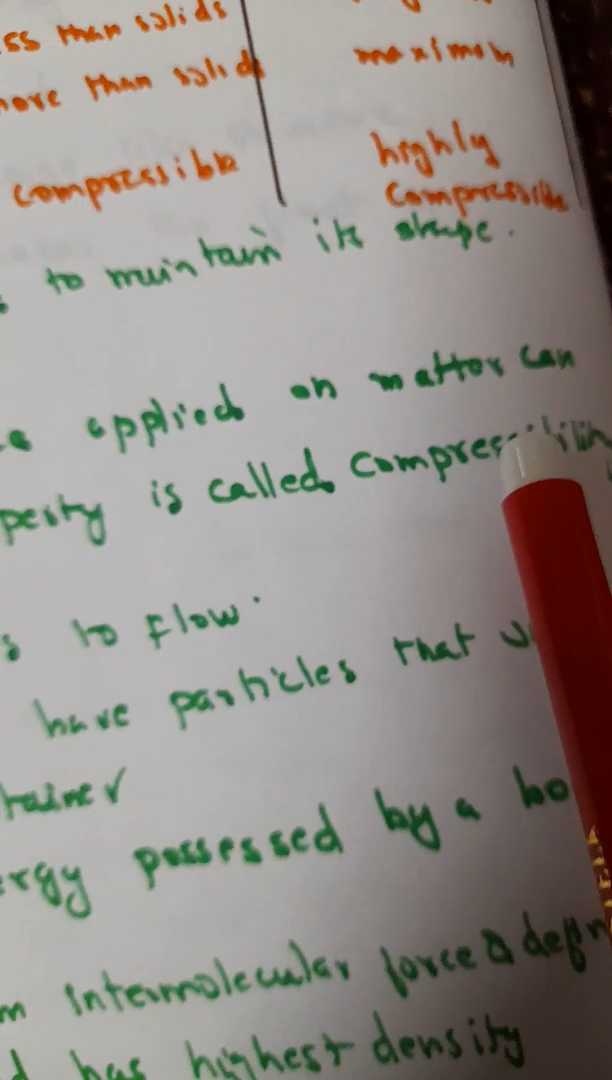 ss than solids
more than solids
maximum
compressible
highly
compressible
to maintain its shape.
applied on matter can
perty is called compressibility
to flow.
have particles that
tainer
ergy possessed by a bo
m intermolecular force & defin
d has highest density